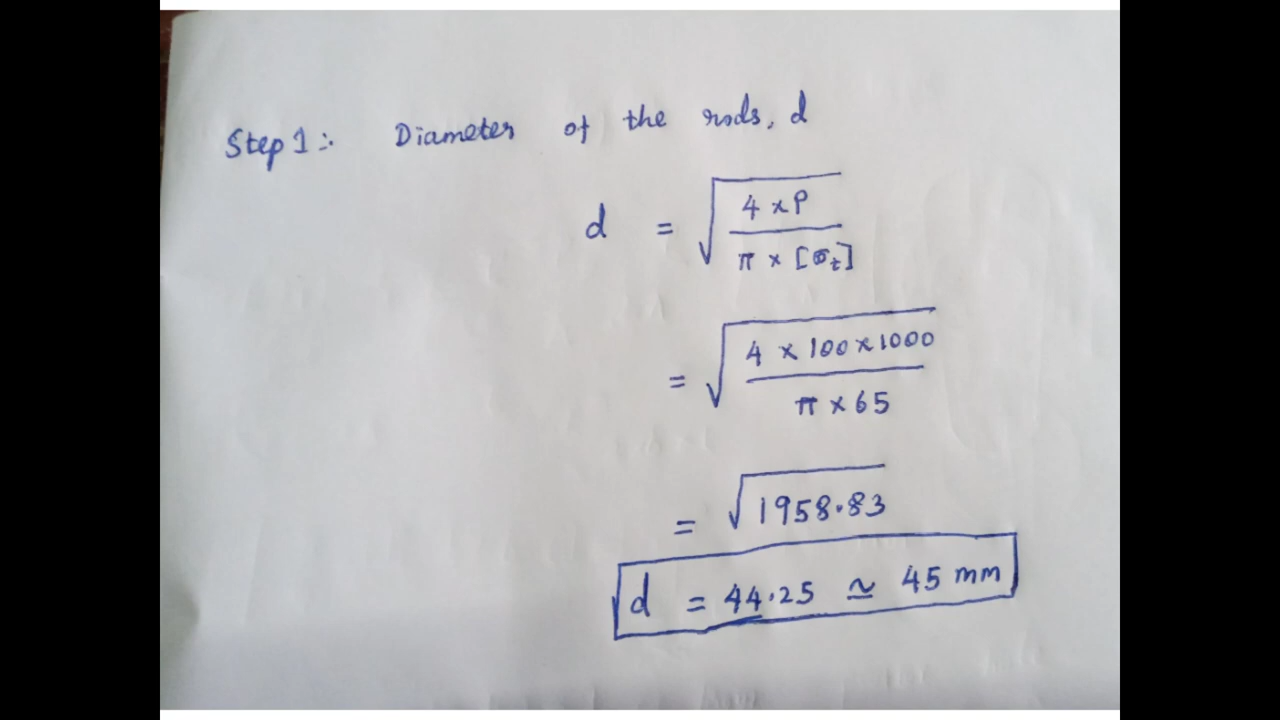 Step 1 :- Diameter of the rods, d
d = √(4 × P / π × [σt])
= √(4 × 100 × 1000 / π × 65)
= √1958.83
d = 44.25 ≃ 45 mm